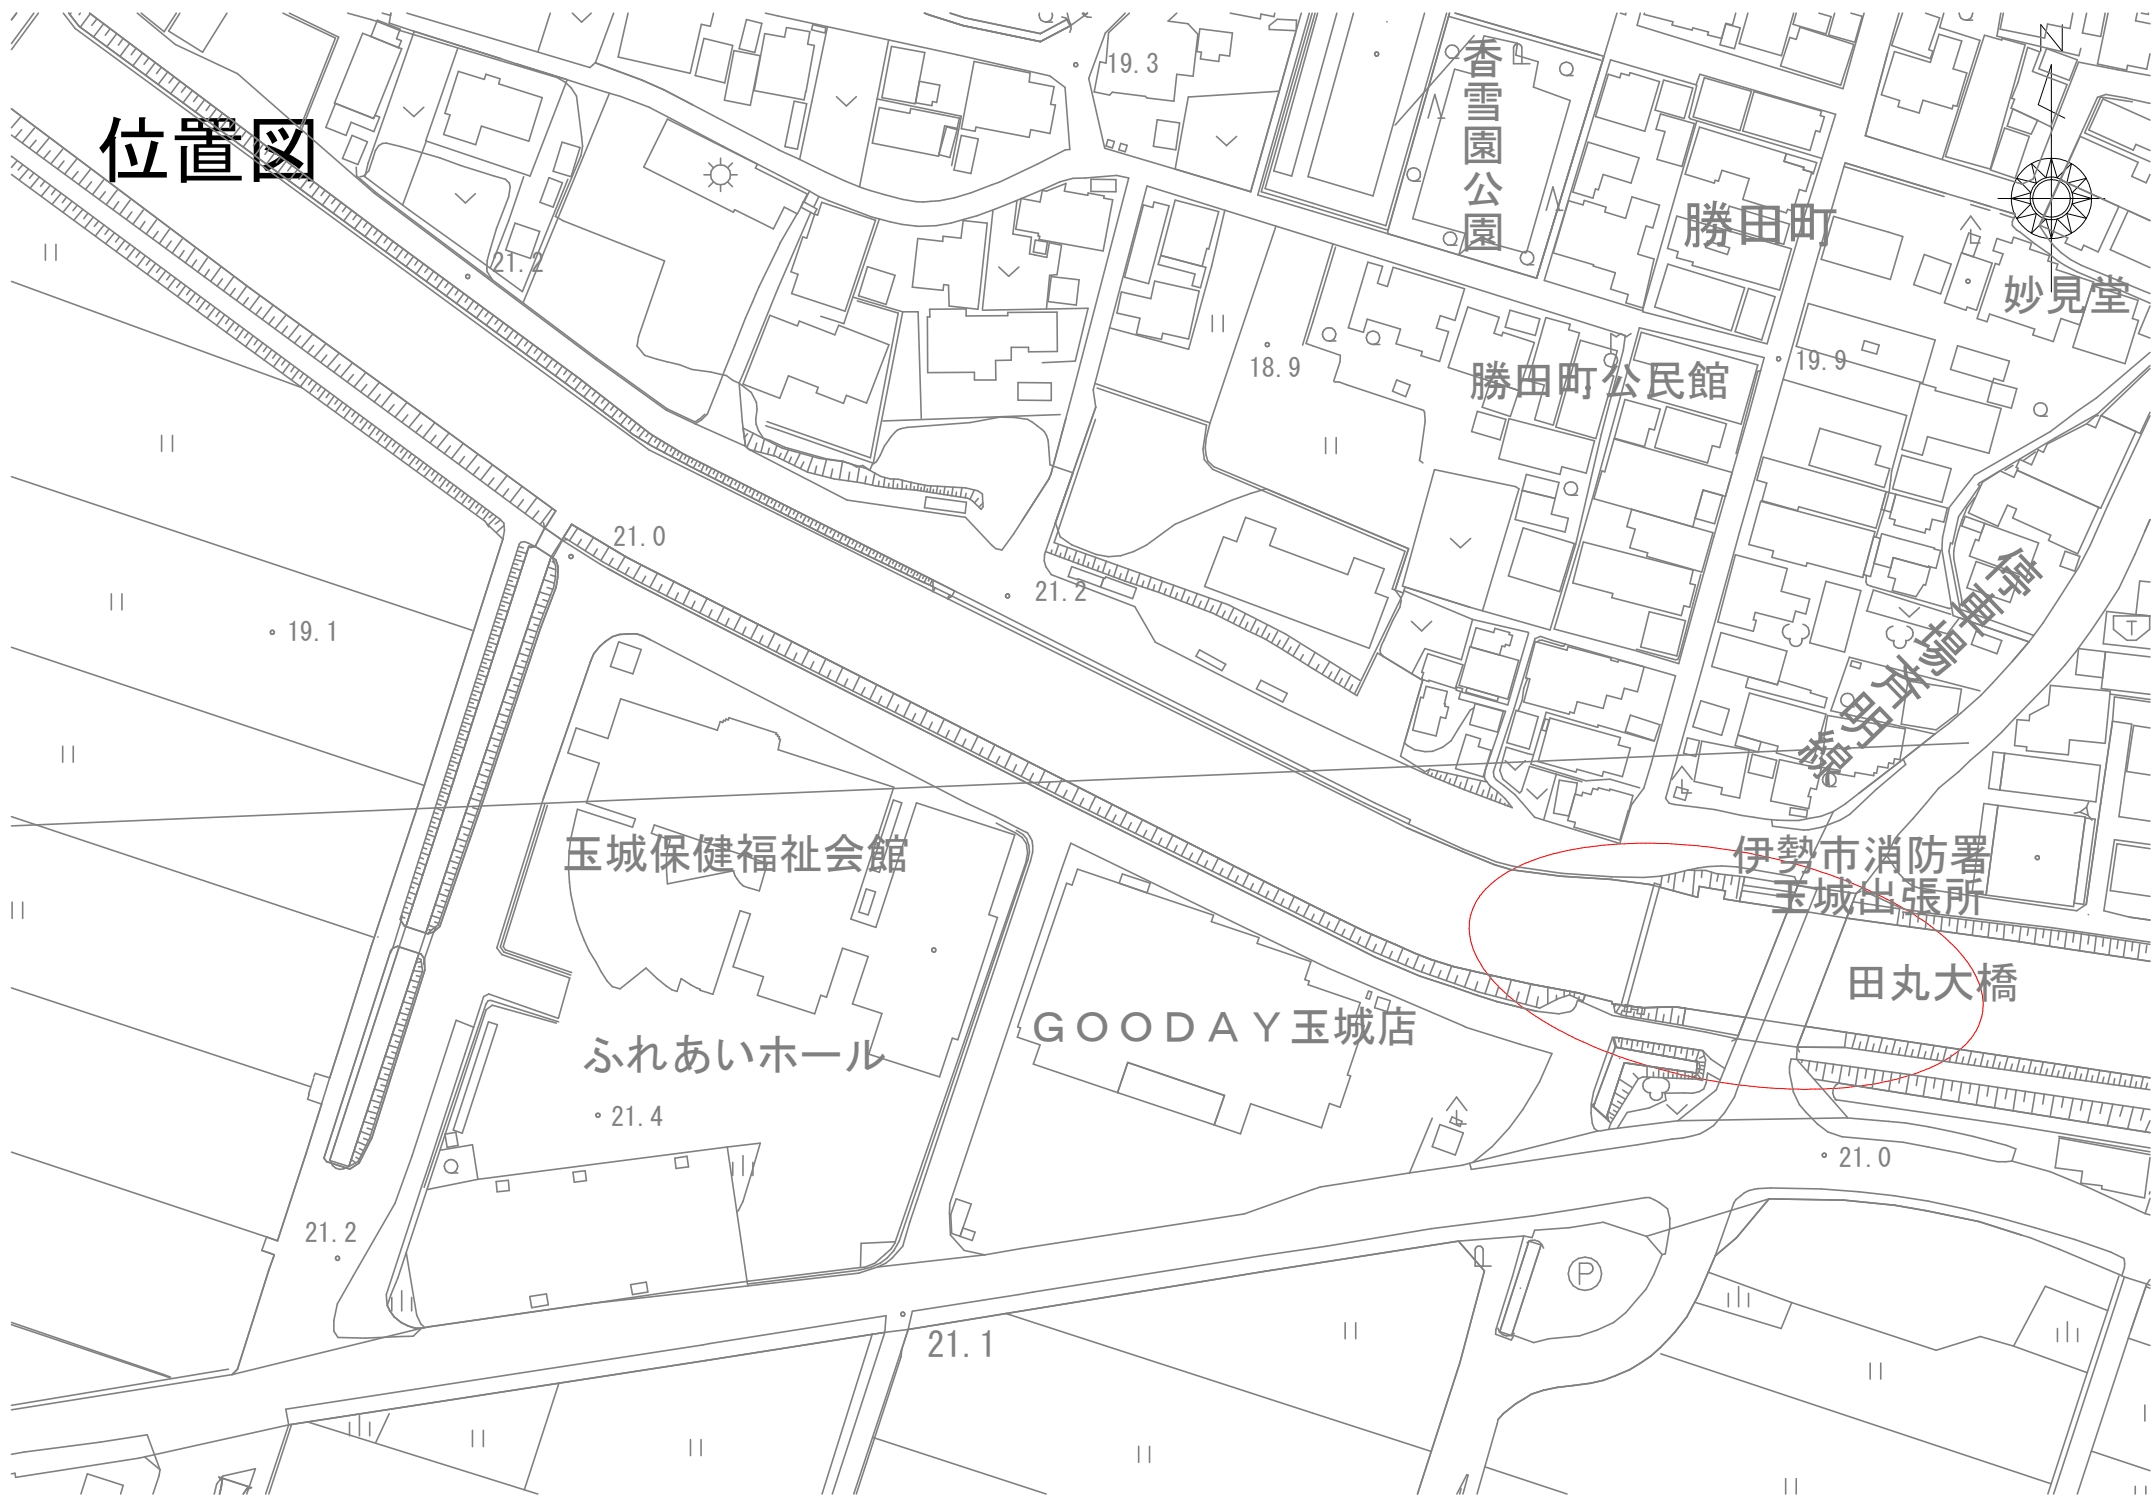 位置図
N
19.3
香雪園公園
勝田町
妙見堂
21.2
18.9
19.9
勝田町公民館
21.0
21.2
19.1
停車場斉明線
伊勢市消防署
玉城出張所
玉城保健福祉会館
田丸大橋
GOODAY玉城店
ふれあいホール
21.4
21.0
21.2
P
21.1